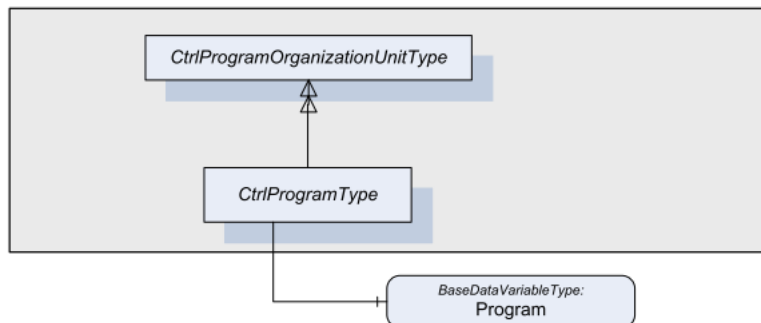 CtrlProgramOrganizationUnitType
CtrlProgramType
BaseDataVariableType:
Program